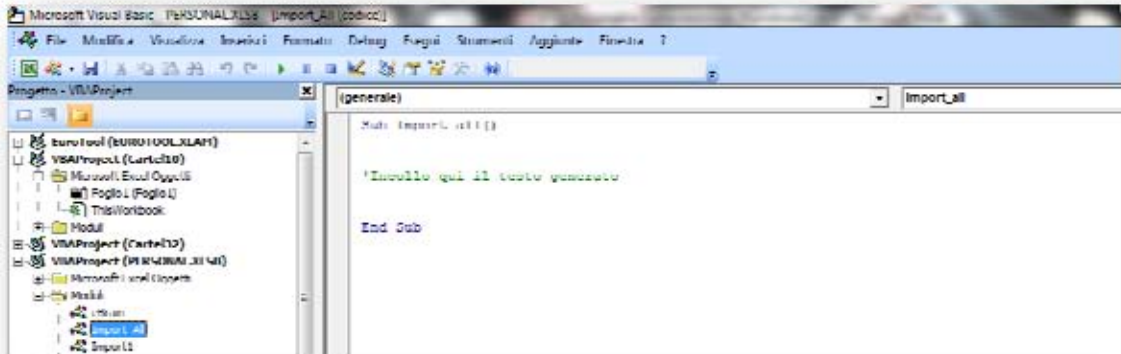 Microsoft Visual Basic - PERSONAL.XLSB - [Import_All (codice)]
File Modifica Visualizza Inserisci Formato Debug Esegui Strumenti Aggiunte Finestra ?
Progetto - VBAProject
(generale)
Import_all
Sub Import_all()
EuroTool (EUROTOOL.XLAM)
VBAProject (Cartel10)
Microsoft Excel Oggetti
'Incollo qui il testo generato
Foglio1 (Foglio1)
ThisWorkbook
Moduli
End Sub
VBAProject (Cartel12)
VBAProject (PERSONAL.XLSB)
Microsoft Excel Oggetti
Moduli
Import_All
Import1